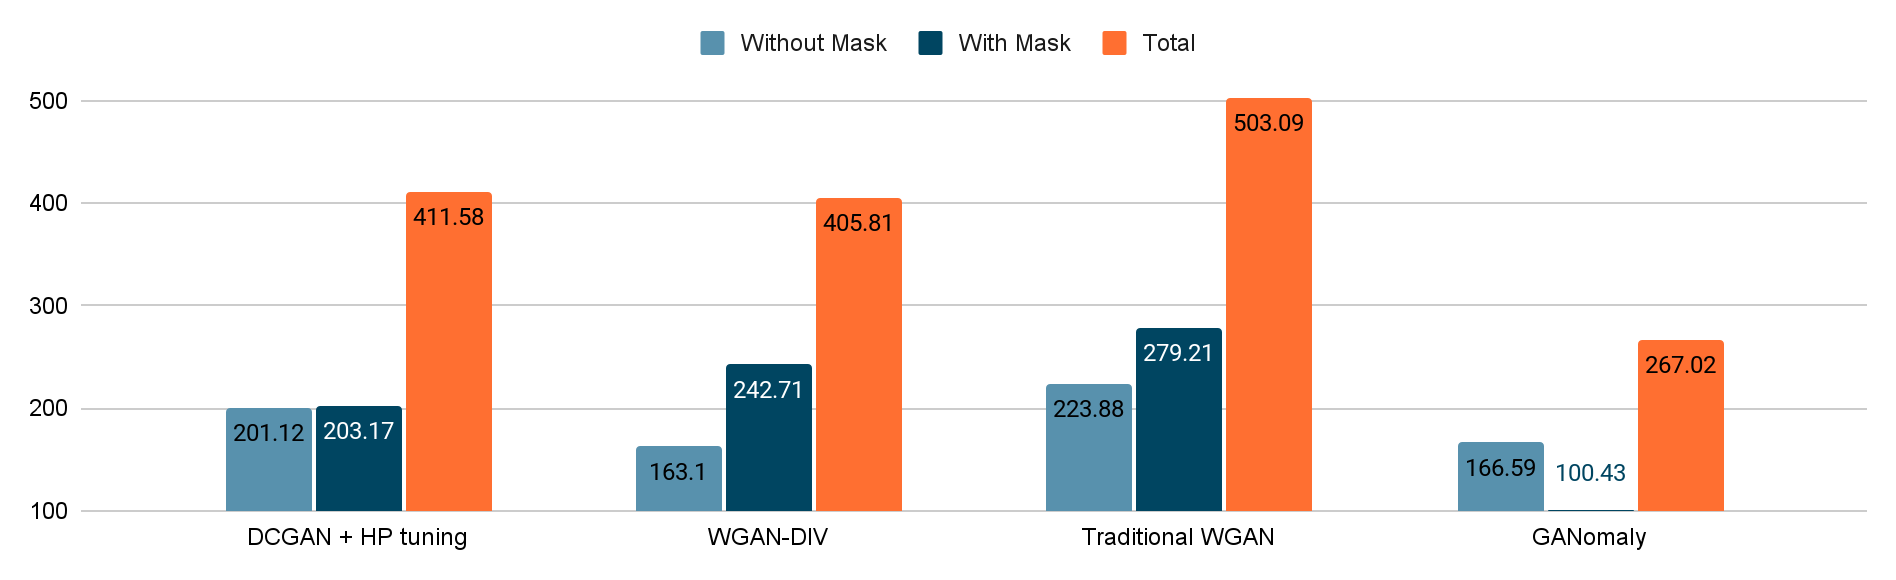 Without Mask With Mask Total
500
400
300
200
100
201.12 203.17 411.58
163.1 242.71 405.81
223.88 279.21 503.09
166.59 100.43 267.02
DCGAN + HP tuning WGAN-DIV Traditional WGAN GANomaly